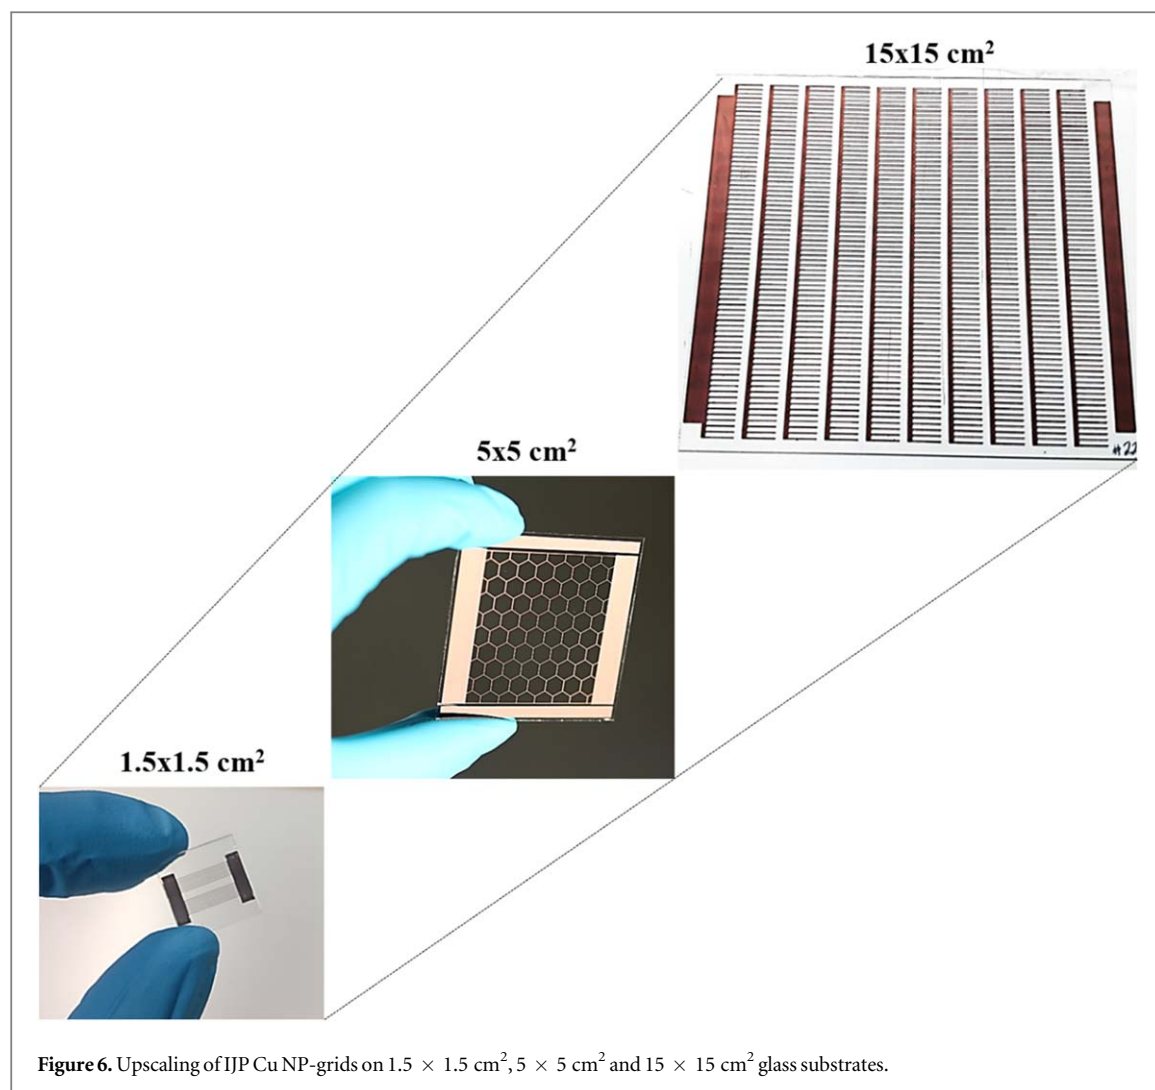 15x15 cm²
5x5 cm²
#22
1.5x1.5 cm²
Figure 6. Upscaling of IJP Cu NP-grids on 1.5 × 1.5 cm², 5 × 5 cm² and 15 × 15 cm² glass substrates.